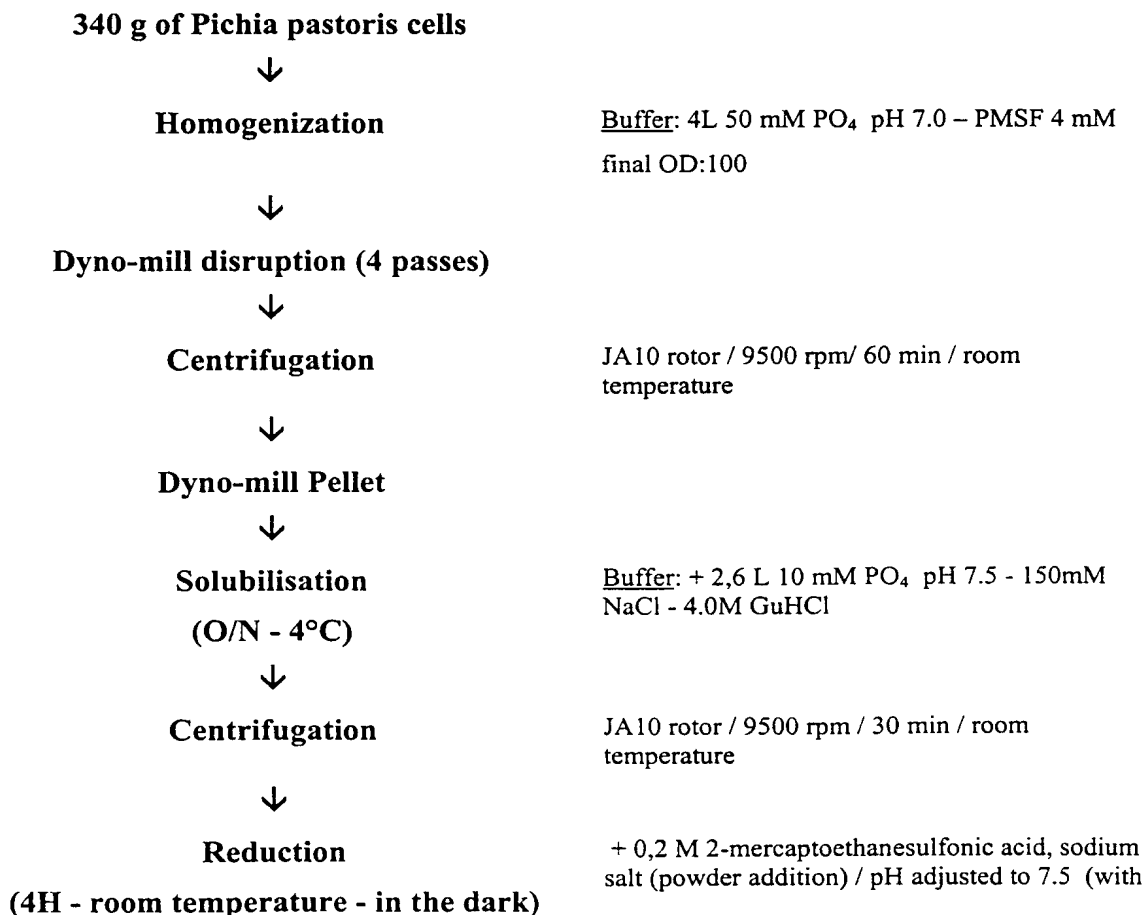 340 g of Pichia pastoris cells
↓
Homogenization
Buffer: 4L 50 mM PO₄ pH 7.0 – PMSF 4 mM
final OD:100
↓
Dyno-mill disruption (4 passes)
↓
Centrifugation
JA10 rotor / 9500 rpm/ 60 min / room
temperature
↓
Dyno-mill Pellet
↓
Solubilisation
(O/N - 4°C)
Buffer: + 2,6 L 10 mM PO₄ pH 7.5 - 150mM
NaCl - 4.0M GuHCl
↓
Centrifugation
JA10 rotor / 9500 rpm / 30 min / room
temperature
↓
Reduction
(4H - room temperature - in the dark)
+ 0,2 M 2-mercaptoethanesulfonic acid, sodium
salt (powder addition) / pH adjusted to 7.5 (with